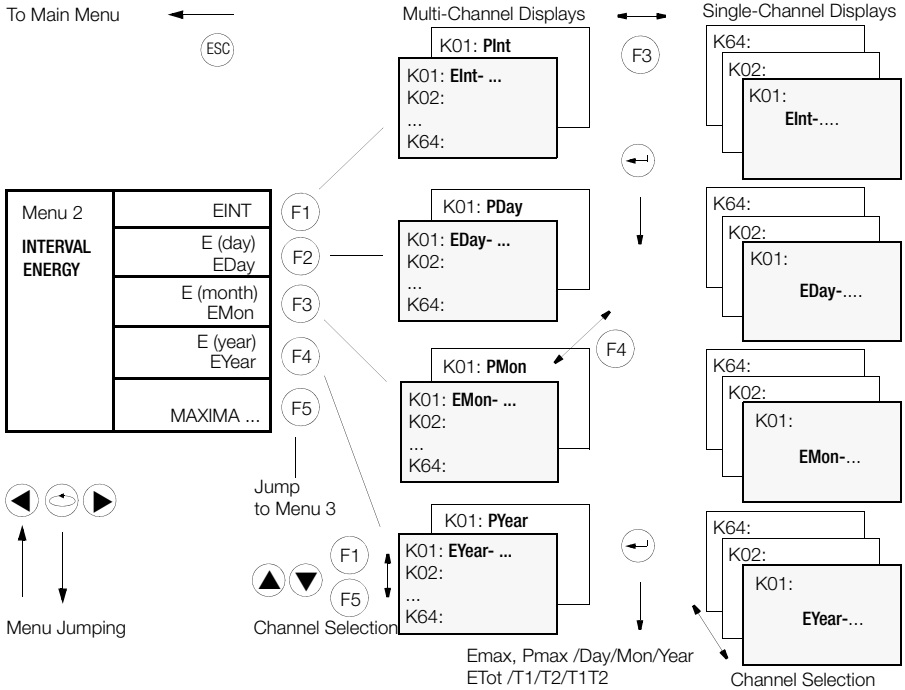 To Main Menu
ESC
Multi-Channel Displays
Single-Channel Displays
F3
K01: PInt
K01: EInt- ...
K02:
...
K64:
K64:
K02:
K01:
EInt-....
Menu 2
INTERVAL
ENERGY
EINT
E (day)
EDay
E (month)
EMon
E (year)
EYear
MAXIMA ...
F1
F2
F3
F4
F5
K01: PDay
K01: EDay- ...
K02:
...
K64:
K64:
K02:
K01:
EDay-....
F4
K01: PMon
K01: EMon- ...
K02:
...
K64:
K64:
K02:
K01:
EMon-...
Jump
to Menu 3
Menu Jumping
F1
F5
Channel Selection
K01: PYear
K01: EYear- ...
K02:
...
K64:
K64:
K02:
K01:
EYear-...
Emax, Pmax /Day/Mon/Year
ETot /T1/T2/T1T2
Channel Selection